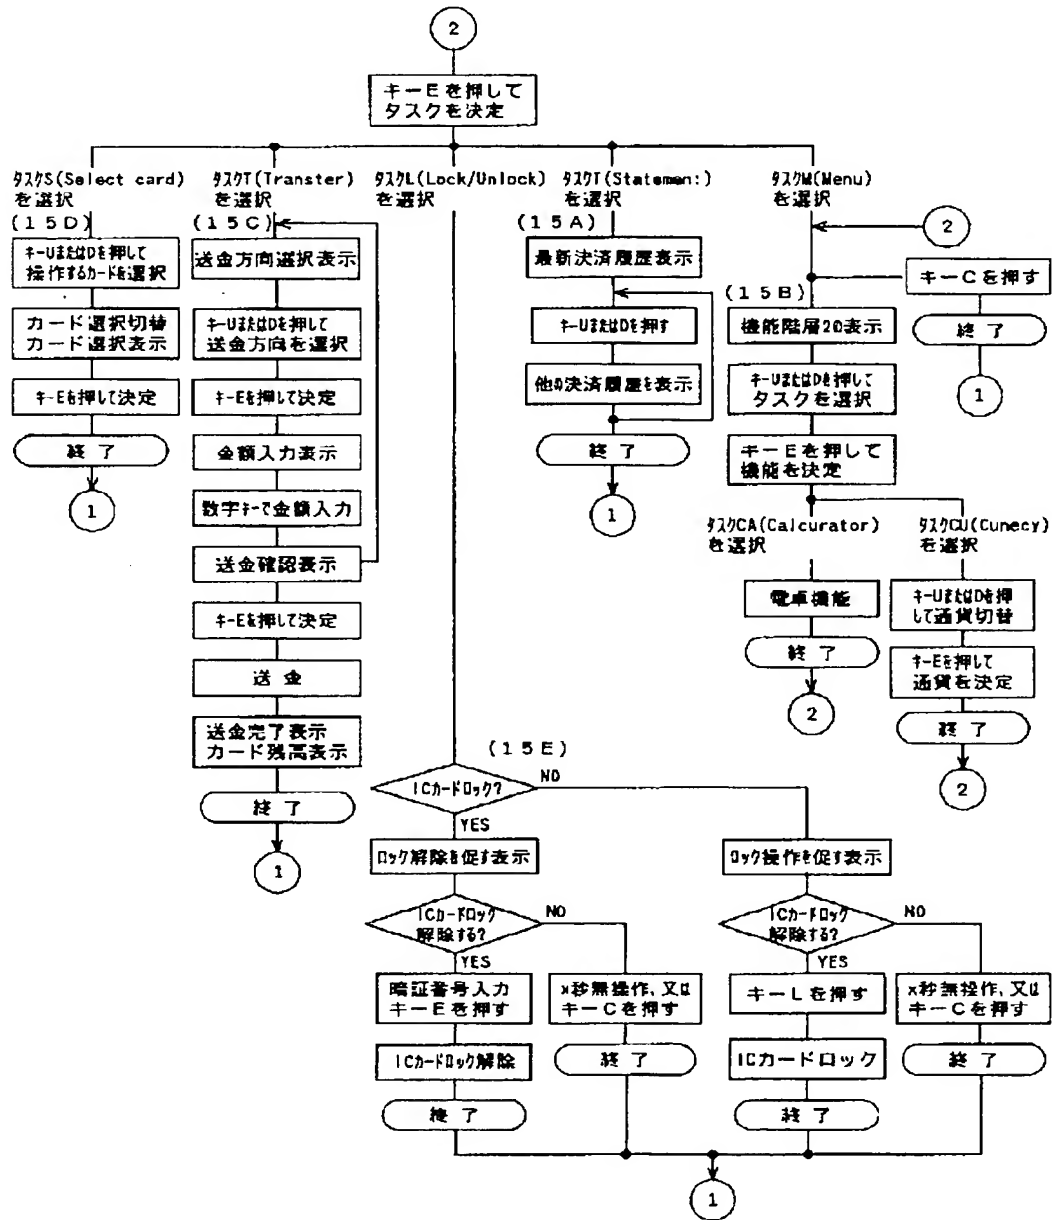 2
キーEを押して
タスクを決定
タスクS(Select card)
を選択
(15D)
キーUまたはDを押して
操作するカードを選択
カード選択切替
カード選択表示
キーEを押して決定
終了
1
タスクT(Transter)
を選択
(15C)
送金方向選択表示
キーUまたはDを押して
送金方向を選択
キーEを押して決定
金額入力表示
数字キーで金額入力
送金確認表示
キーEを押して決定
送金
送金完了表示
カード残高表示
終了
1
タスクL(Lock/Unlock)
を選択
タスクT(Statemen:)
を選択
(15A)
最新決済履歴表示
キーUまたはDを押す
他の決済履歴を表示
終了
1
タスクM(Menu)
を選択
2
キーCを押す
終了
1
(15B)
機能階層2の表示
キーUまたはDを押して
タスクを選択
キーEを押して
機能を決定
タスクCA(Calcurator)
を選択
電卓機能
終了
2
タスクCU(Cunecy)
を選択
キーUまたはDを押
して通貨切替
キーEを押して
通貨を決定
終了
2
(15E)
ICカードロック?
NO
YES
ロック解除を促す表示
ICカードロック
解除する?
NO
YES
暗証番号入力
キーEを押す
ICカードロック解除
終了
x秒無操作、又は
キーCを押す
終了
ロック操作を促す表示
ICカードロック
解除する?
NO
YES
キーLを押す
ICカードロック
終了
x秒無操作、又は
キーCを押す
終了
1